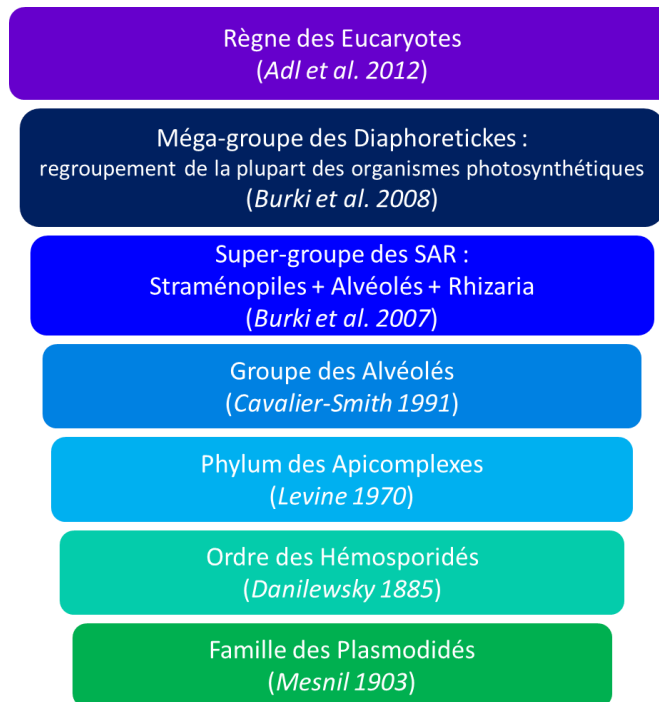 Règne des Eucaryotes
(Adl et al. 2012)
Méga-groupe des Diaphoretickes :
regroupement de la plupart des organismes photosynthétiques
(Burki et al. 2008)
Super-groupe des SAR :
Straménopiles + Alvéolés + Rhizaria
(Burki et al. 2007)
Groupe des Alvéolés
(Cavalier-Smith 1991)
Phylum des Apicomplexes
(Levine 1970)
Ordre des Hémosporidés
(Danilewsky 1885)
Famille des Plasmodidés
(Mesnil 1903)